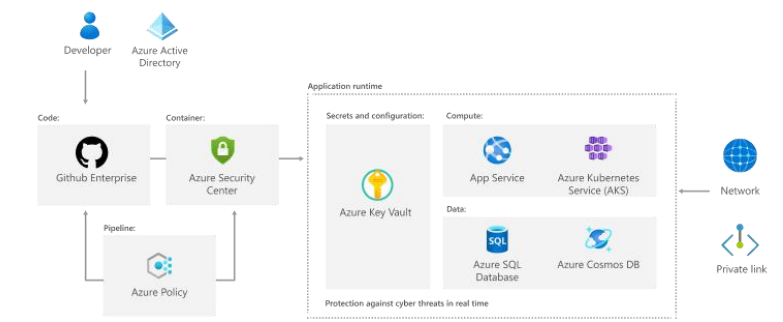 Developer
Azure Active
Directory
Application runtime
Code:
Container:
Secrets and configuration:
Compute:
Github Enterprise
Azure Security
Center
App Service
Azure Kubernetes
Service (AKS)
Network
Azure Key Vault
Data:
Pipeline:
SQL
Azure SQL
Database
Azure Cosmos DB
Private link
Azure Policy
Protection against cyber threats in real time